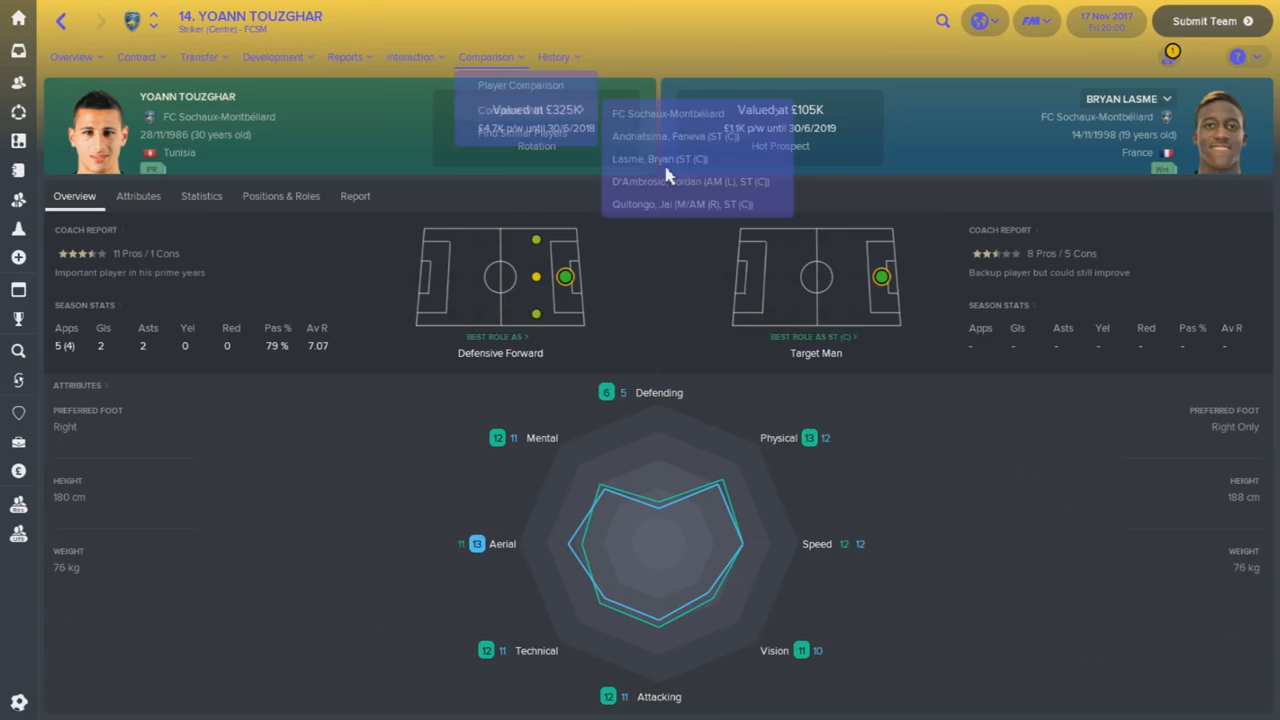 14. YOANN TOUZGHAR
Striker (Centre) - FCSM
FM
17 Nov 2017
Fri 20:00
Submit Team
Overview Contract Transfer Development Reports Interaction Comparison History
1
?
YOANN TOUZGHAR
FC Sochaux-Montbéliard
28/11/1986 (30 years old)
Tunisia
Player Comparison
Valued at £325K
£4.7K p/w until 30/6/2018
Find Similar Players
Rotation
FC Sochaux-Montbéliard
Andriatsima, Faneva (ST (C))
Lasme, Bryan (ST (C))
D'Ambrosio, Jordan (AM (L), ST (C))
Quitongo, Jai (M/AM (R), ST (C))
Valued at £105K
£1.1K p/w until 30/6/2019
Hot Prospect
BRYAN LASME
FC Sochaux-Montbéliard
14/11/1998 (19 years old)
France
Wnt
Overview Attributes Statistics Positions & Roles Report
COACH REPORT
11 Pros / 1 Cons
Important player in his prime years
SEASON STATS
Apps Gls Asts Yel Red Pas % Av R
5 (4) 2 2 0 0 79 % 7.07
BEST ROLE AS >
Defensive Forward
BEST ROLE AS ST (C) >
Target Man
COACH REPORT
8 Pros / 5 Cons
Backup player but could still improve
SEASON STATS
Apps Gls Asts Yel Red Pas % Av R
- - - - - - -
ATTRIBUTES
PREFERRED FOOT
Right
HEIGHT
180 cm
WEIGHT
76 kg
6 5 Defending
12 11 Mental
Physical 13 12
11 13 Aerial
Speed 12 12
12 11 Technical
Vision 11 10
12 11 Attacking
PREFERRED FOOT
Right Only
HEIGHT
188 cm
WEIGHT
76 kg